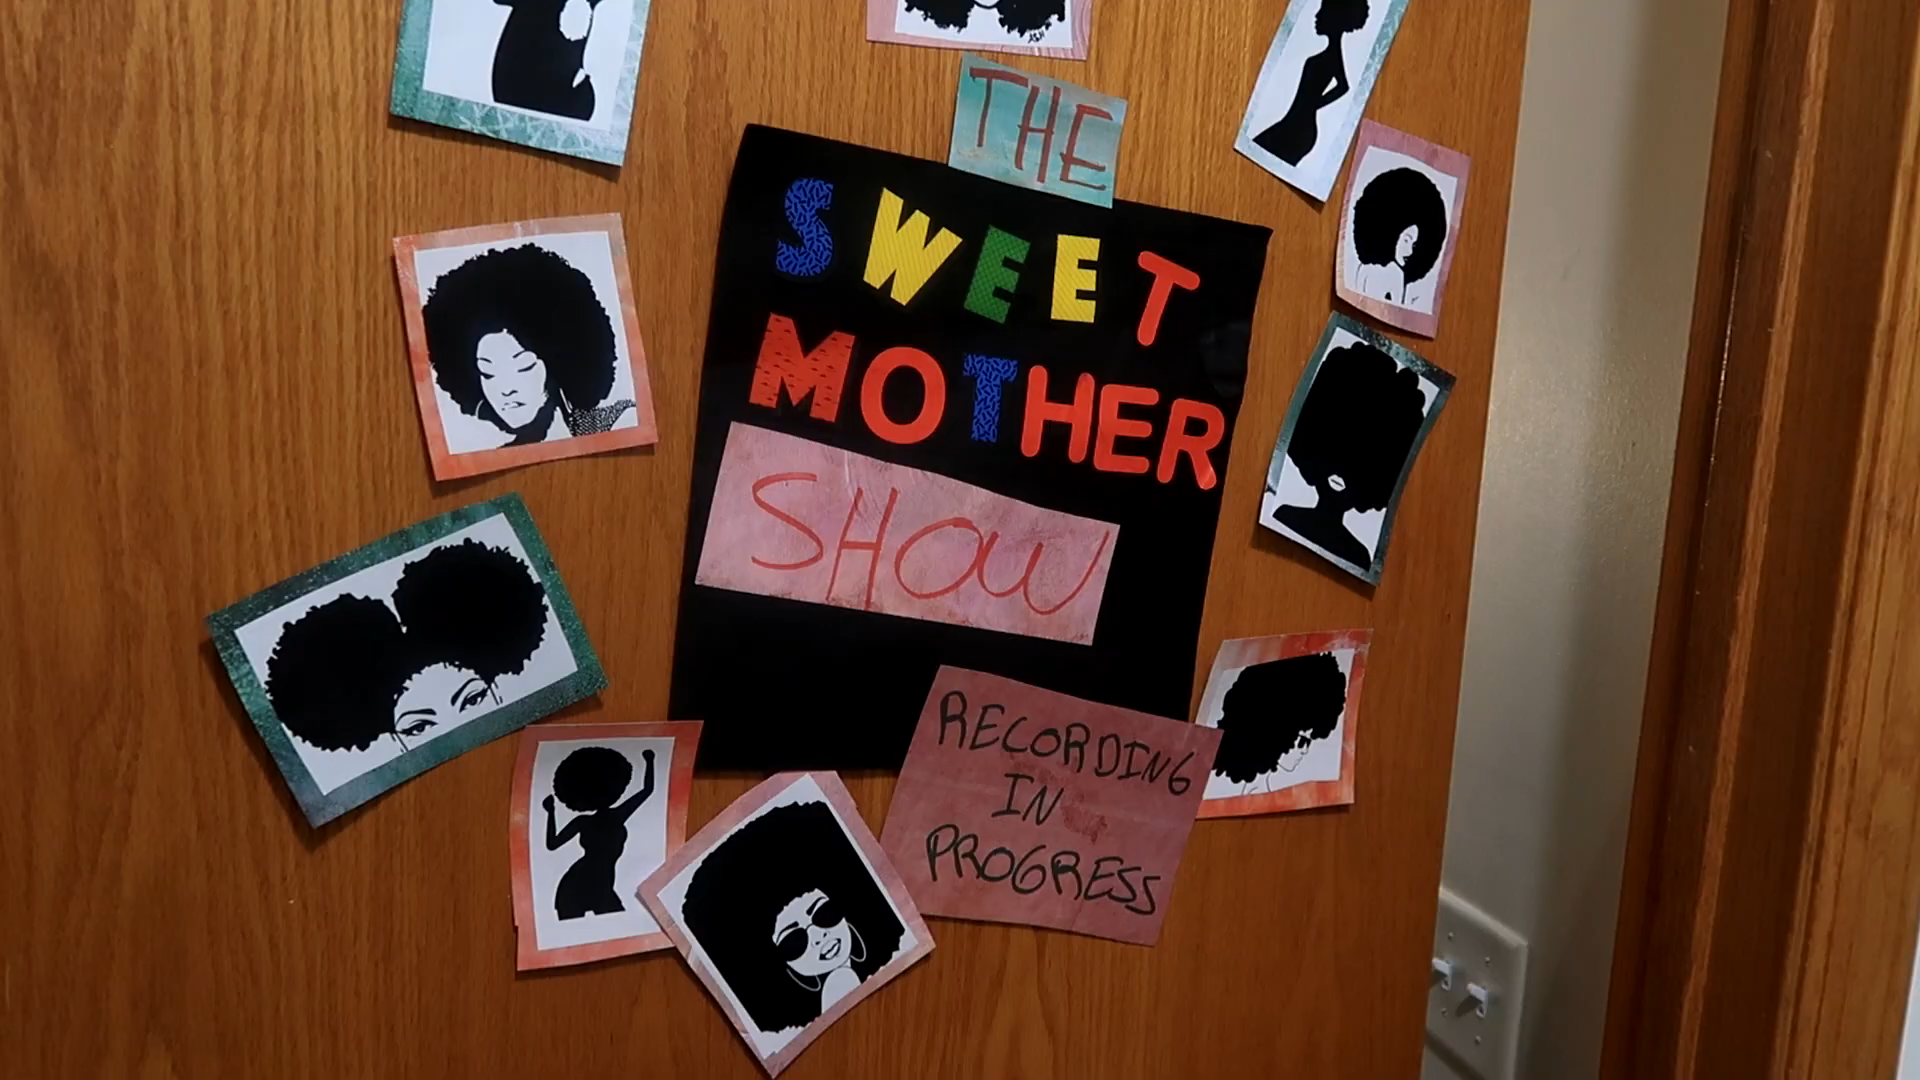 THE
SWEET
MOTHER
SHOW
RECORDING
IN
PROGRESS